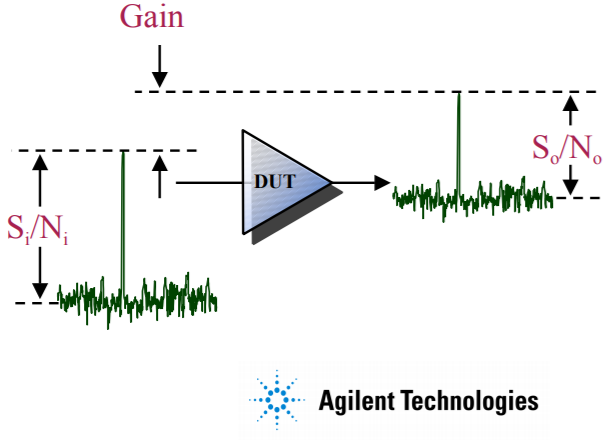 Gain
Sₒ/Nₒ
DUT
Sᵢ/Nᵢ
Agilent Technologies